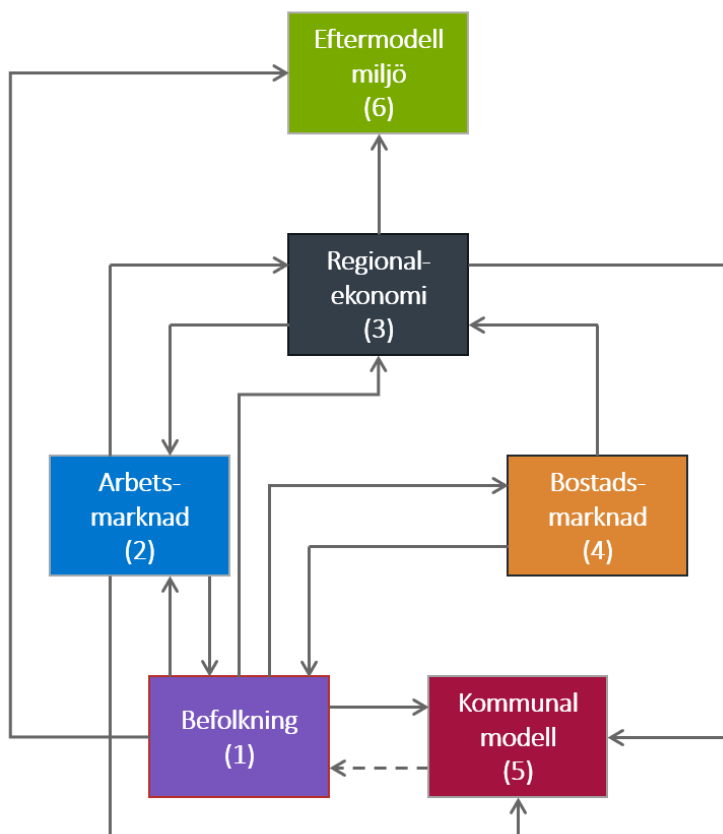 Eftermodell
miljö
(6)
Regional-
ekonomi
(3)
Arbets-
marknad
(2)
Bostads-
marknad
(4)
Befolkning
(1)
Kommunal
modell
(5)